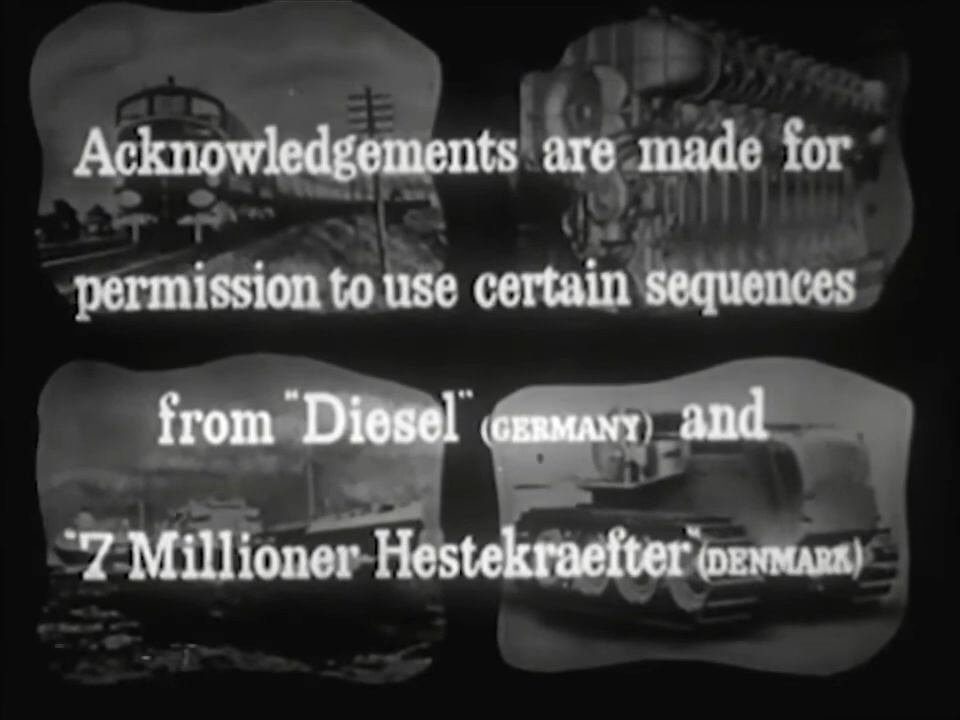 Acknowledgements are made for
permission to use certain sequences
from "Diesel" (GERMANY) and
"7 Millioner Hestekraefter" (DENMARK)